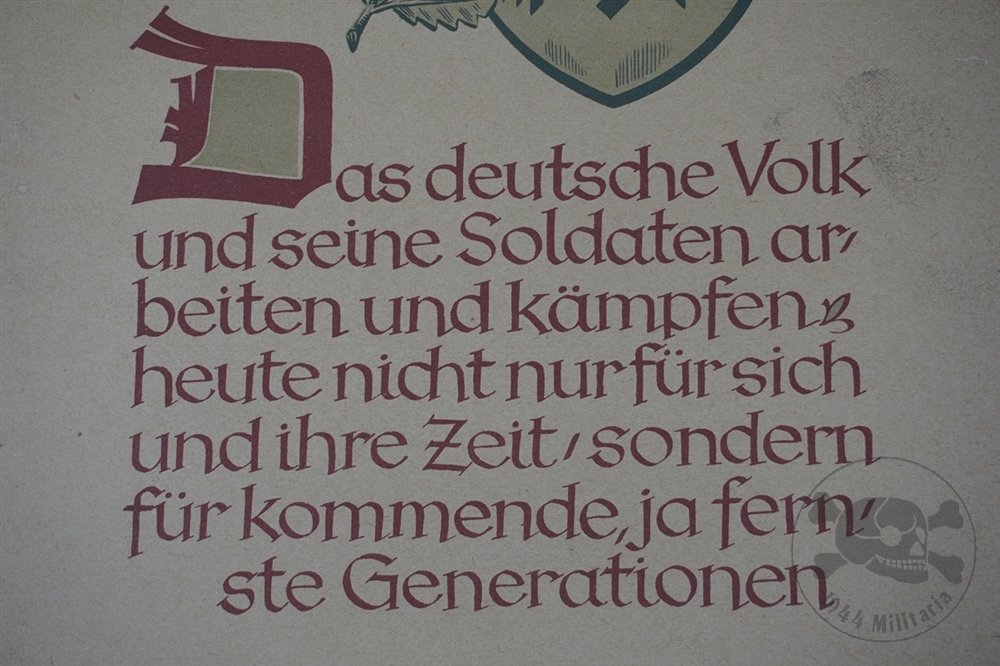 Das deutsche Volk
und seine Soldaten ar-
beiten und kämpfen
heute nicht nur für sich
und ihre Zeit, sondern
für kommende, ja fern-
ste Generationen
1944 Militaria